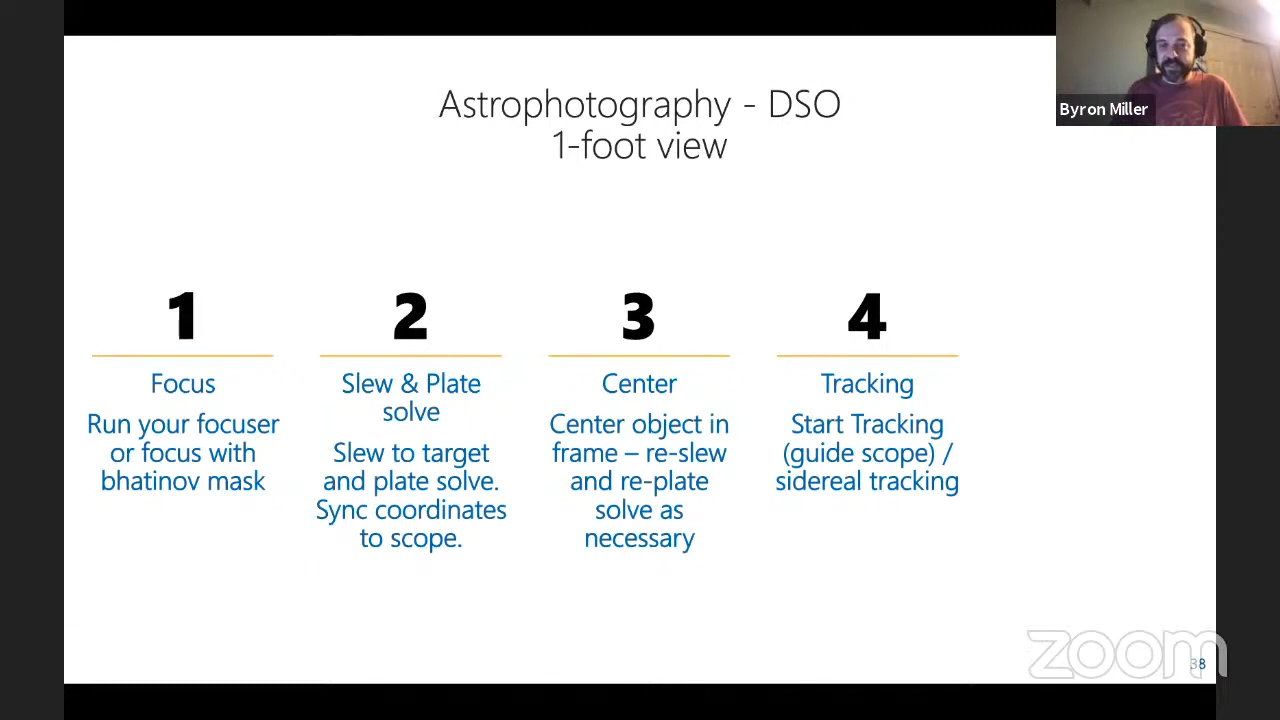 Astrophotography - DSO
1-foot view
Byron Miller
1
Focus
Run your focuser
or focus with
bhatinov mask
2
Slew & Plate
solve
Slew to target
and plate solve.
Sync coordinates
to scope.
3
Center
Center object in
frame – re-slew
and re-plate
solve as
necessary
4
Tracking
Start Tracking
(guide scope) /
sidereal tracking
zoom
38